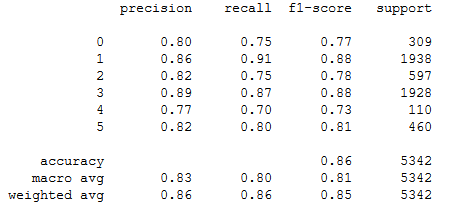 precision recall f1-score support
0 0.80 0.75 0.77 309
1 0.86 0.91 0.88 1938
2 0.82 0.75 0.78 597
3 0.89 0.87 0.88 1928
4 0.77 0.70 0.73 110
5 0.82 0.80 0.81 460
accuracy 0.86 5342
macro avg 0.83 0.80 0.81 5342
weighted avg 0.86 0.86 0.85 5342